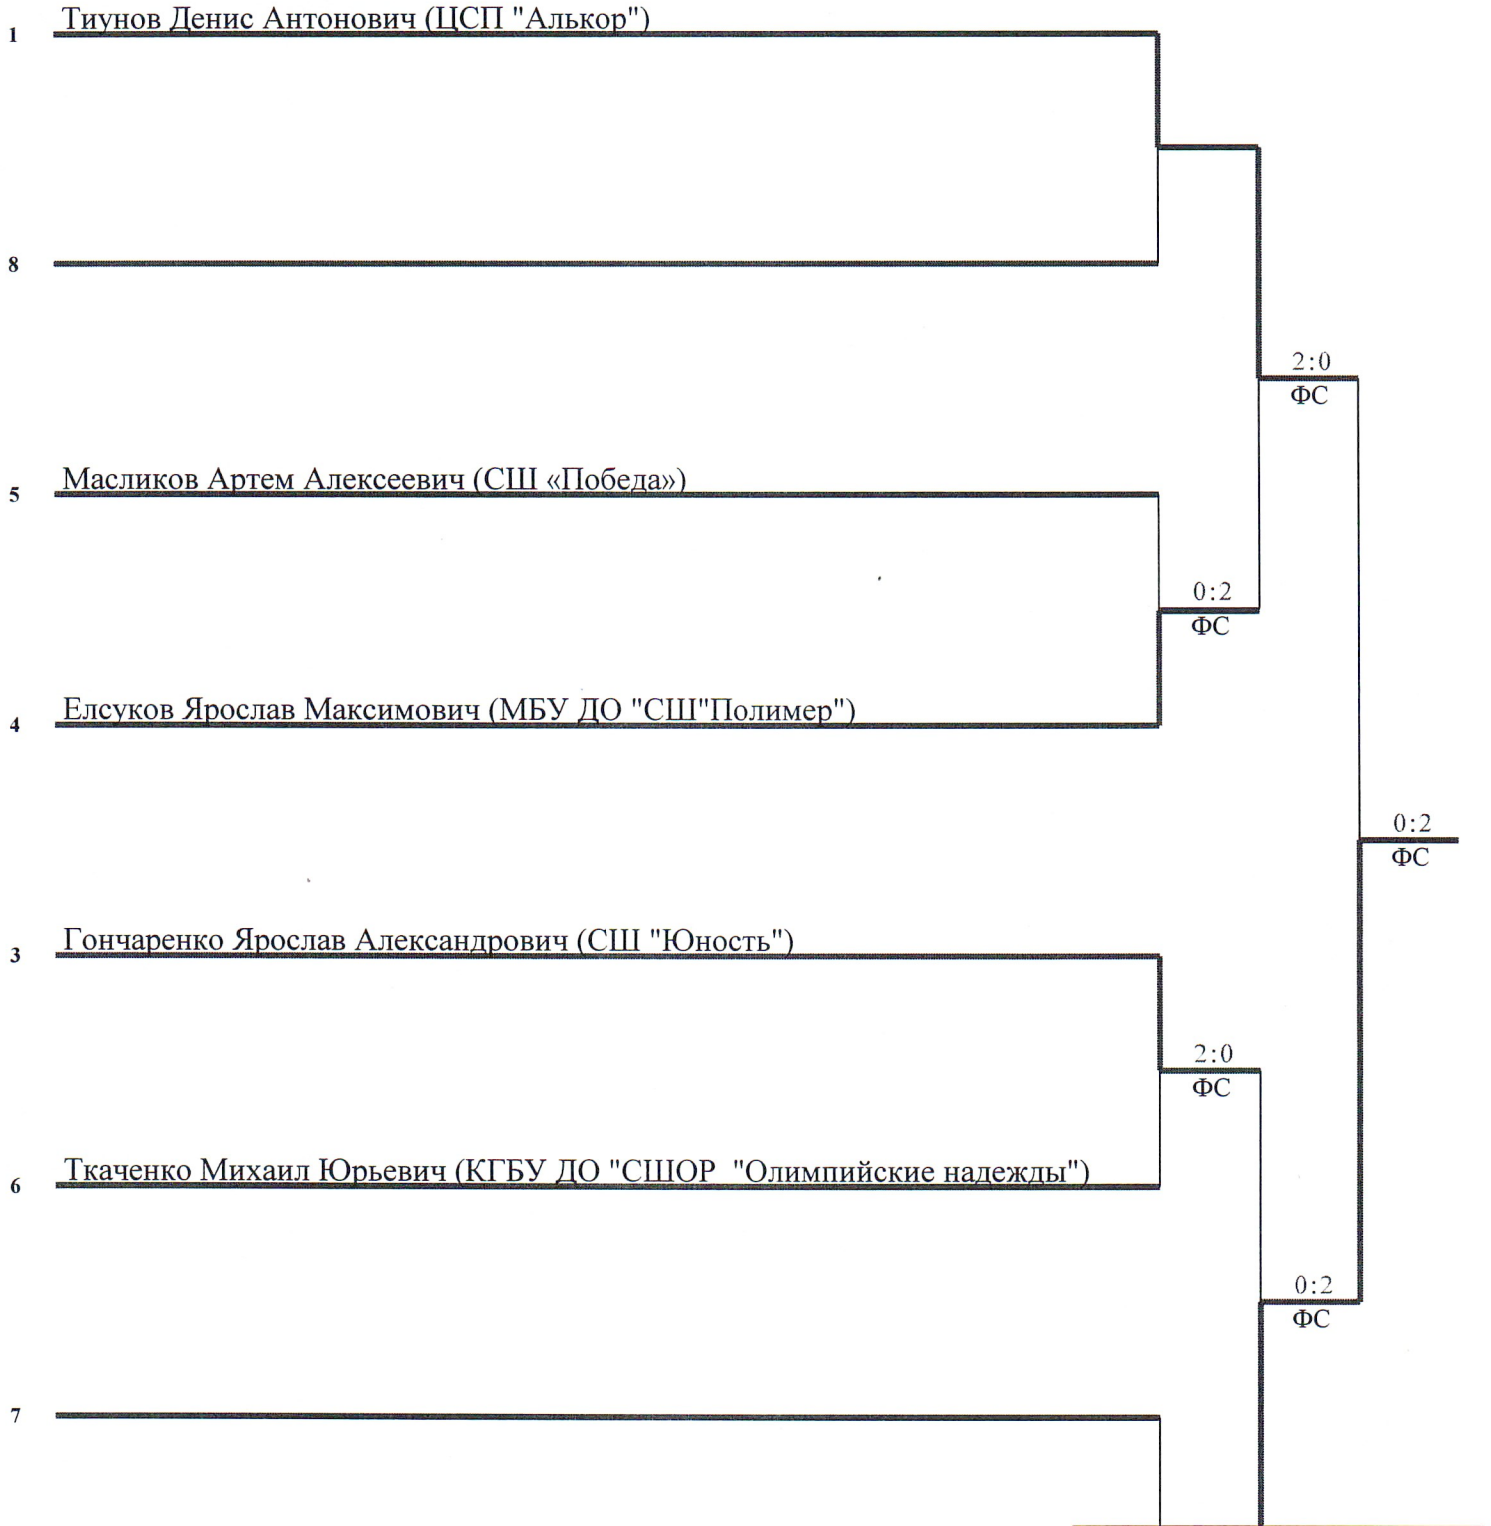 Тиунов Денис Антонович (ЦСП "Алькор")
1
8
2:0
ФС
Масликов Артем Алексеевич (СШ «Победа»)
5
0:2
ФС
Елсуков Ярослав Максимович (МБУ ДО "СШ"Полимер")
4
0:2
ФС
Гончаренко Ярослав Александрович (СШ "Юность")
3
2:0
ФС
Ткаченко Михаил Юрьевич (КГБУ ДО "СШОР "Олимпийские надежды")
6
0:2
ФС
7